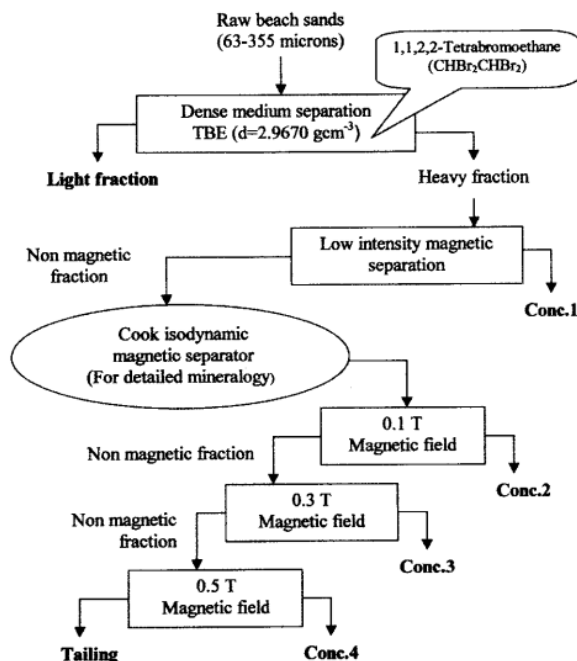 Raw beach sands
(63-355 microns)
1,1,2,2-Tetrabromoethane
(CHBr₂CHBr₂)
Dense medium separation
TBE (d=2.9670 gcm⁻³)
Light fraction
Heavy fraction
Non magnetic
fraction
Low intensity magnetic
separation
Conc.1
Cook isodynamic
magnetic separator
(For detailed mineralogy)
0.1 T
Magnetic field
Non magnetic fraction
Conc.2
0.3 T
Magnetic field
Non magnetic
fraction
Conc.3
0.5 T
Magnetic field
Tailing
Conc.4